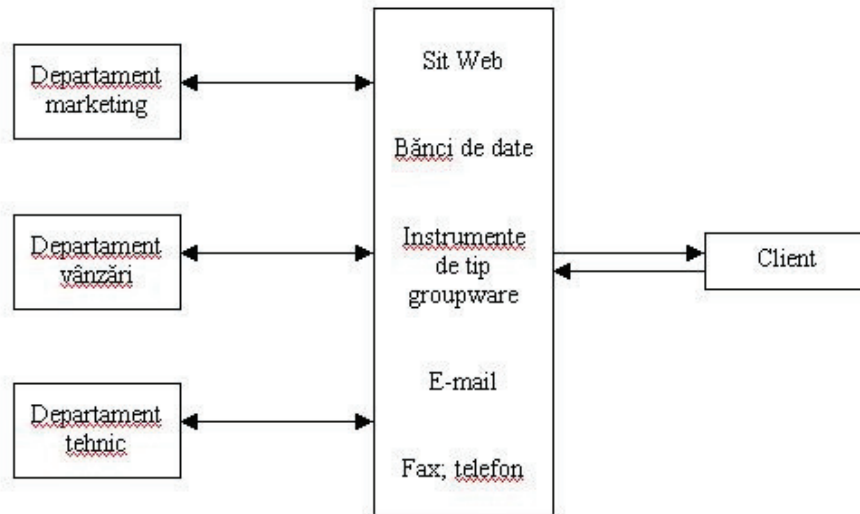 Departament
marketing
Departament
vânzări
Departament
tehnic
Sit Web
Bănci de date
Instrumente
de tip
groupware
E-mail
Fax; telefon
Client